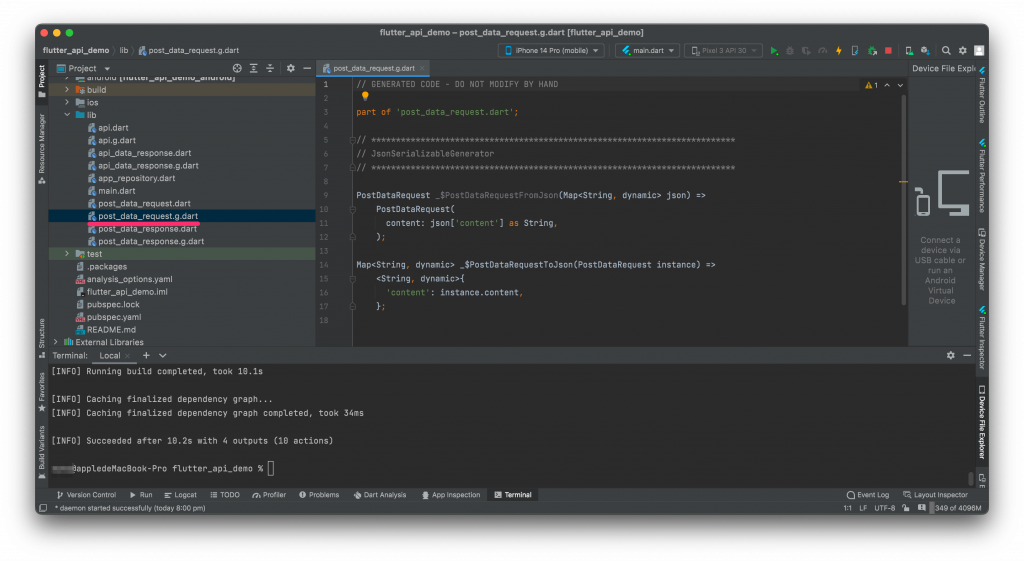 flutter_api_demo – post_data_request.g.dart [flutter_api_demo]
flutter_api_demo lib post_data_request.g.dart
iPhone 14 Pro (mobile) main.dart Pixel 3 API 30
Project
Resource Manager
Structure
Favorites
Build Variants
Project
android [flutter_api_demo_android]
build
ios
lib
api.dart
api.g.dart
api_data_response.dart
api_data_response.g.dart
app_repository.dart
main.dart
post_data_request.dart
post_data_request.g.dart
post_data_response.dart
post_data_response.g.dart
test
.packages
analysis_options.yaml
flutter_api_demo.iml
pubspec.lock
pubspec.yaml
README.md
External Libraries
post_data_request.g.dart
1 // GENERATED CODE - DO NOT MODIFY BY HAND
1
2
3 part of 'post_data_request.dart';
4
5 // **************************************************************************
6 // JsonSerializableGenerator
7 // **************************************************************************
8
9 PostDataRequest _$PostDataRequestFromJson(Map<String, dynamic> json) =>
10 PostDataRequest(
11 content: json['content'] as String,
12 );
13
14 Map<String, dynamic> _$PostDataRequestToJson(PostDataRequest instance) =>
15 <String, dynamic>{
16 'content': instance.content,
17 };
18
Device File Explo
Connect a
device via
USB cable or
run an
Android
Virtual
Device
Flutter Outline
Flutter Performance
Device Manager
Flutter Inspector
Device File Explorer
Terminal: Local
[INFO] Running build completed, took 10.1s
[INFO] Caching finalized dependency graph...
[INFO] Caching finalized dependency graph completed, took 34ms
[INFO] Succeeded after 10.2s with 4 outputs (10 actions)
@appledeMacBook-Pro flutter_api_demo %
Version Control Run Logcat TODO Profiler Problems Dart Analysis App Inspection Terminal Event Log Layout Inspector
* daemon started successfully (today 8:00 pm) 1:1 LF UTF-8 349 of 4096M